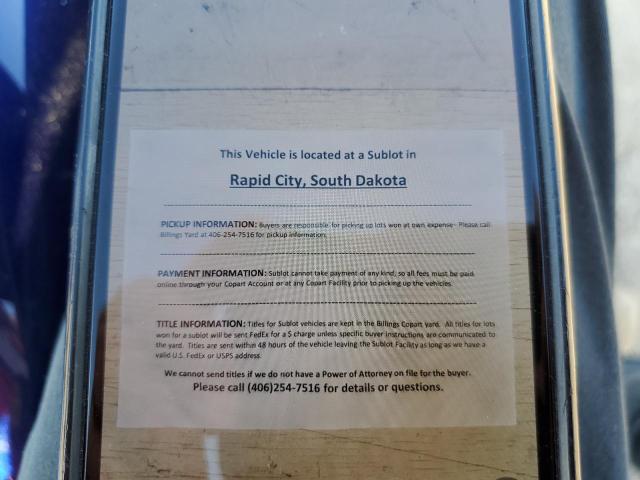 This Vehicle is located at a Sublot in
Rapid City, South Dakota
PICKUP INFORMATION: Buyers are responsible for picking up lots won at own expense- Please call
Billings Yard at 406-254-7516 for pickup information.
PAYMENT INFORMATION: Sublot cannot take payment of any kind, so all fees must be paid
online through your Copart Account or at any Copart Facility prior to picking up the vehicles.
TITLE INFORMATION: Titles for Sublot vehicles are kept in the Billings Copart yard. All titles for lots
won for a sublot will be sent FedEx for a $ charge unless specific buyer instructions are communicated to
the yard. Titles are sent within 48 hours of the vehicle leaving the Sublot Facility as long as we have a
valid U.S. FedEx or USPS address.
We cannot send titles if we do not have a Power of Attorney on file for the buyer.
Please call (406)254-7516 for details or questions.